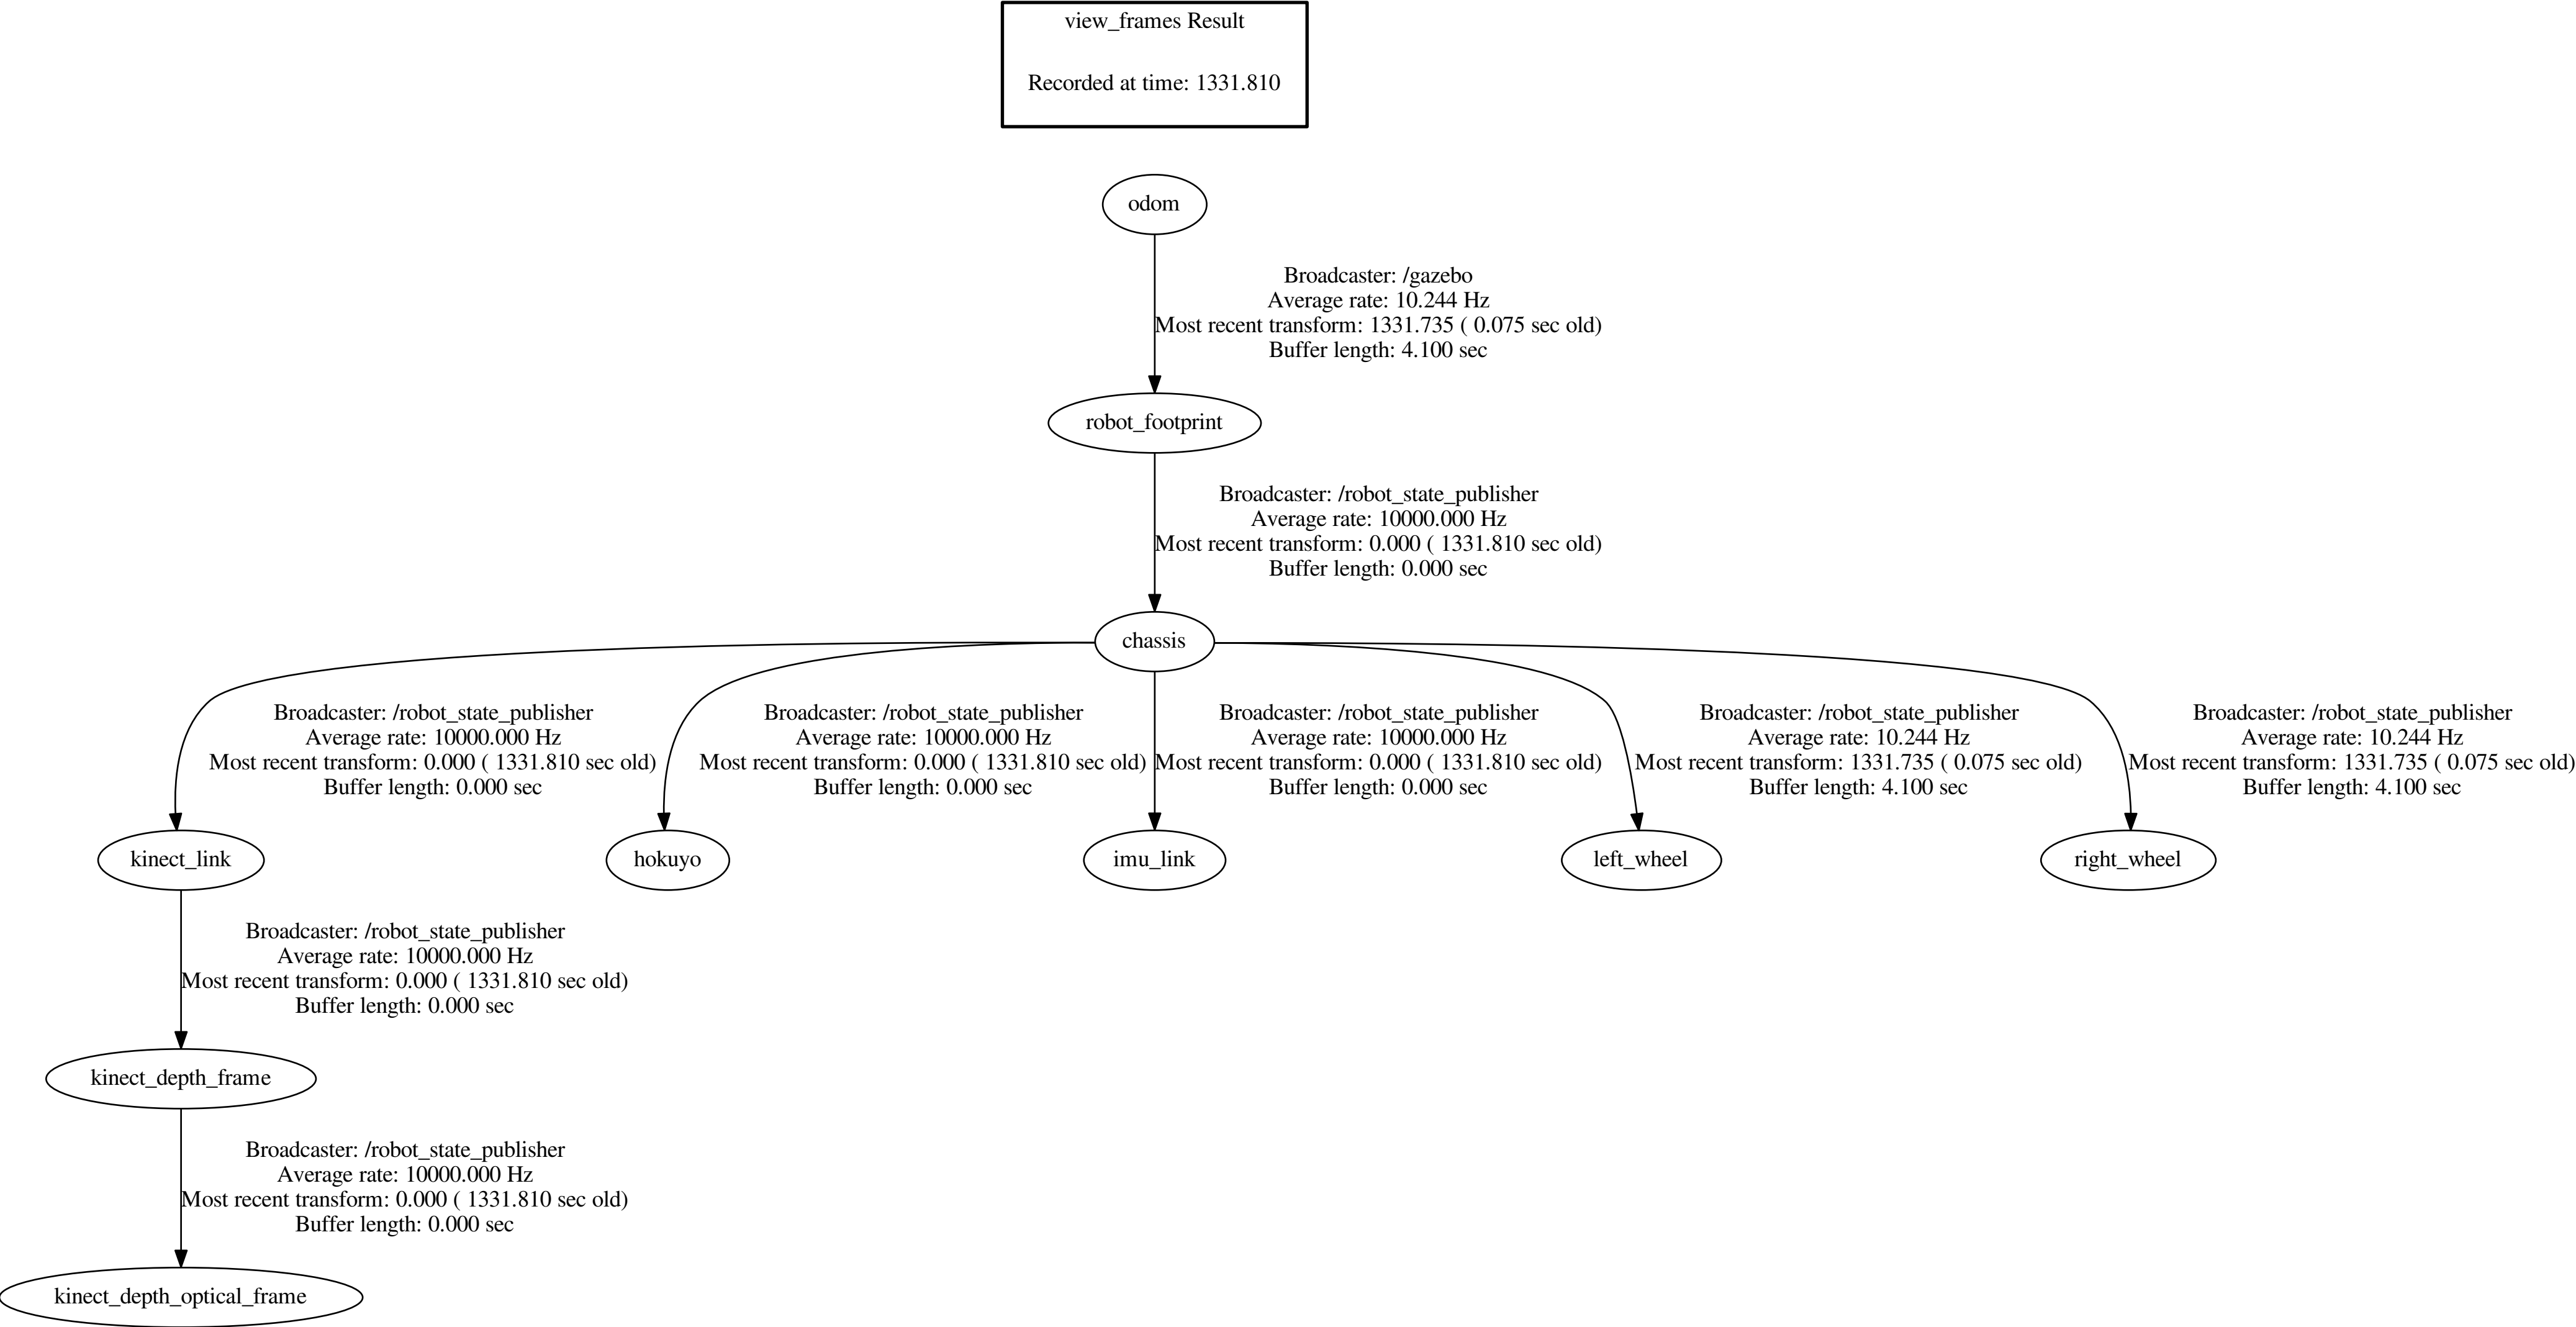 view_frames Result
Recorded at time: 1331.810
odom
Broadcaster: /gazebo
Average rate: 10.244 Hz
Most recent transform: 1331.735 ( 0.075 sec old)
Buffer length: 4.100 sec
robot_footprint
Broadcaster: /robot_state_publisher
Average rate: 10000.000 Hz
Most recent transform: 0.000 ( 1331.810 sec old)
Buffer length: 0.000 sec
chassis
Broadcaster: /robot_state_publisher
Average rate: 10000.000 Hz
Most recent transform: 0.000 ( 1331.810 sec old)
Buffer length: 0.000 sec
Broadcaster: /robot_state_publisher
Average rate: 10000.000 Hz
Most recent transform: 0.000 ( 1331.810 sec old)
Buffer length: 0.000 sec
Broadcaster: /robot_state_publisher
Average rate: 10000.000 Hz
Most recent transform: 0.000 ( 1331.810 sec old)
Buffer length: 0.000 sec
Broadcaster: /robot_state_publisher
Average rate: 10.244 Hz
Most recent transform: 1331.735 ( 0.075 sec old)
Buffer length: 4.100 sec
Broadcaster: /robot_state_publisher
Average rate: 10.244 Hz
Most recent transform: 1331.735 ( 0.075 sec old)
Buffer length: 4.100 sec
kinect_link
hokuyo
imu_link
left_wheel
right_wheel
Broadcaster: /robot_state_publisher
Average rate: 10000.000 Hz
Most recent transform: 0.000 ( 1331.810 sec old)
Buffer length: 0.000 sec
kinect_depth_frame
Broadcaster: /robot_state_publisher
Average rate: 10000.000 Hz
Most recent transform: 0.000 ( 1331.810 sec old)
Buffer length: 0.000 sec
kinect_depth_optical_frame